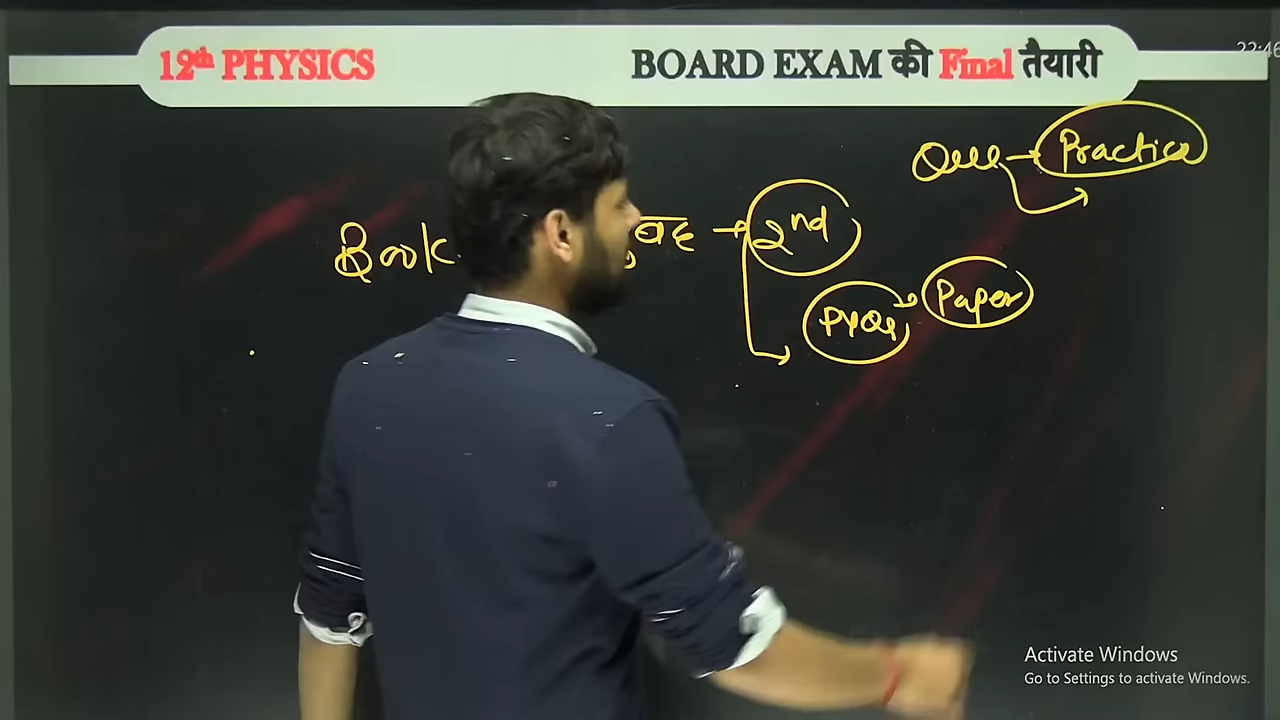 12th PHYSICS
BOARD EXAM की Final तैयारी
22:46
Que → Practice
Book
→ 2nd
PYQs → Paper
Activate Windows
Go to Settings to activate Windows.